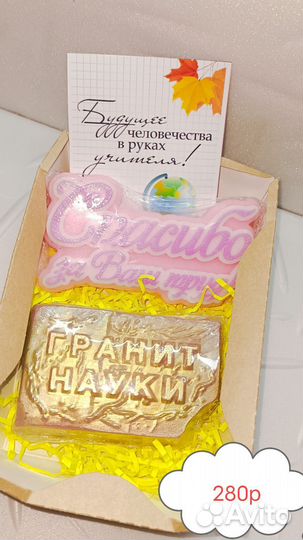 Будущее
человечества
в руках
учителя!
Спасибо
за Ваш труд
ГРАНИТ
НАУКИ
280р
Avito